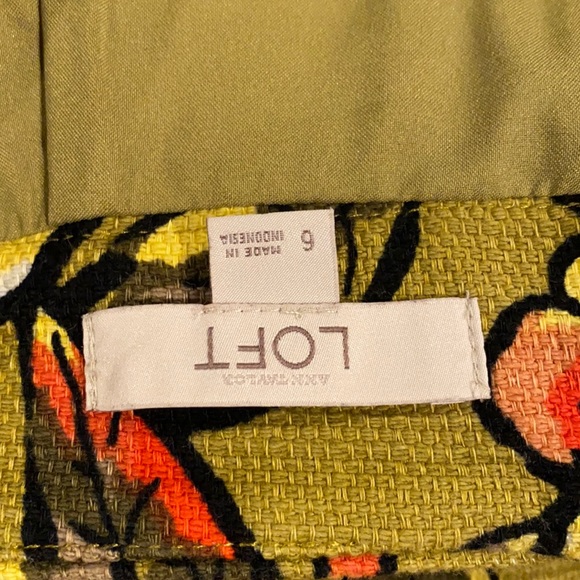 ANN TAYLOR
LOFT
6
MADE IN
INDONESIA